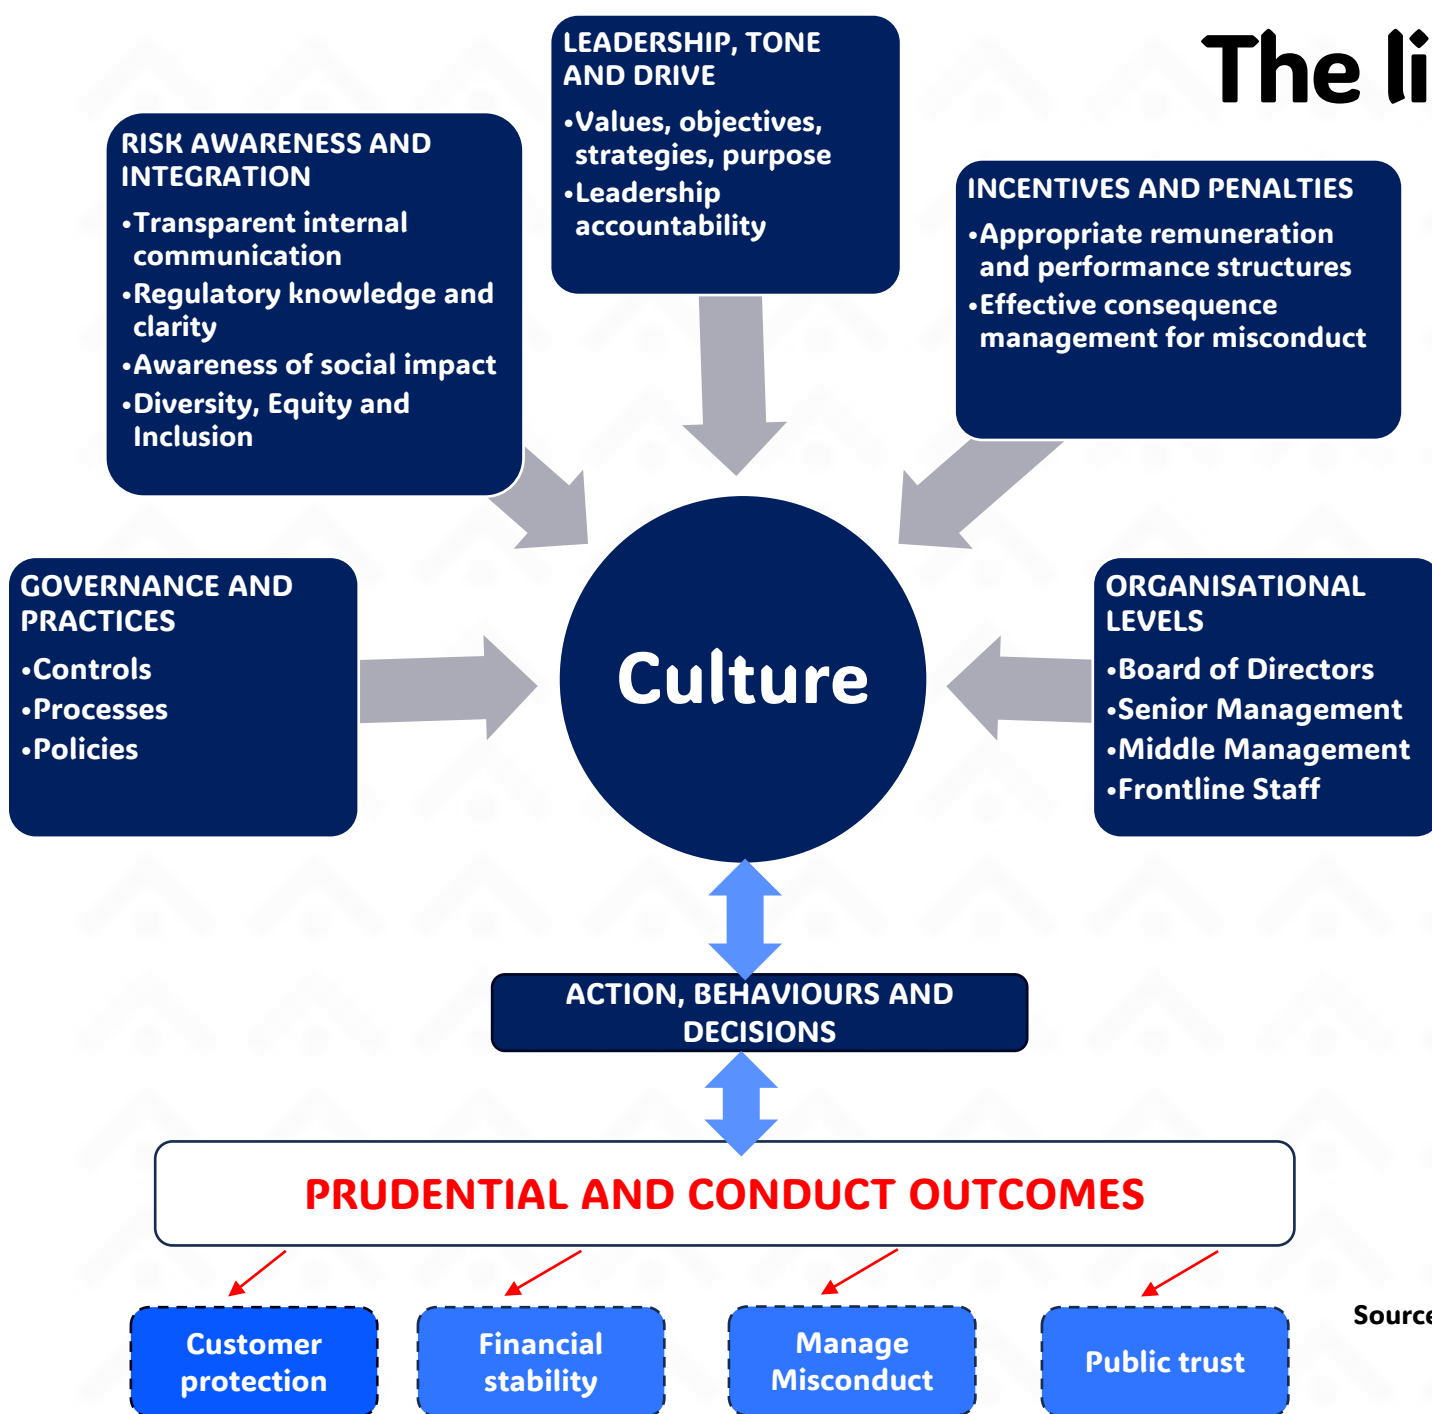 The li
LEADERSHIP, TONE
AND DRIVE
•Values, objectives,
strategies, purpose
•Leadership
accountability
RISK AWARENESS AND
INTEGRATION
•Transparent internal
communication
•Regulatory knowledge and
clarity
•Awareness of social impact
•Diversity, Equity and
Inclusion
INCENTIVES AND PENALTIES
•Appropriate remuneration
and performance structures
•Effective consequence
management for misconduct
GOVERNANCE AND
PRACTICES
•Controls
•Processes
•Policies
Culture
ORGANISATIONAL
LEVELS
•Board of Directors
•Senior Management
•Middle Management
•Frontline Staff
ACTION, BEHAVIOURS AND
DECISIONS
PRUDENTIAL AND CONDUCT OUTCOMES
Customer
protection
Financial
stability
Manage
Misconduct
Public trust
Source